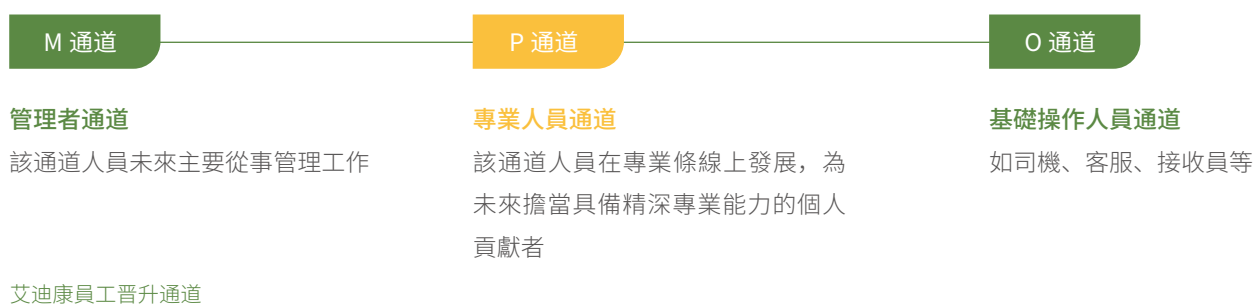 M 通道
P 通道
O 通道
管理者通道
該通道人員未來主要從事管理工作
專業人員通道
該通道人員在專業條線上發展，為
未來擔當具備精深專業能力的個人
貢獻者
基礎操作人員通道
如司機、客服、接收員等
艾迪康員工晋升通道